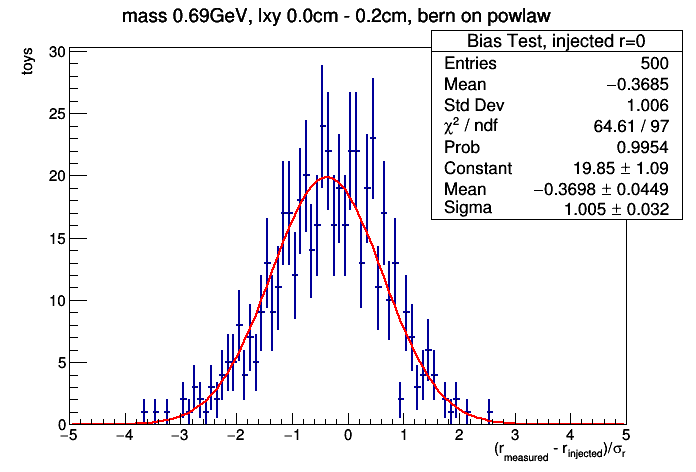 mass 0.69GeV, lxy 0.0cm - 0.2cm, bern on powlaw
toys
Bias Test, injected r=0
Entries 500
Mean −0.3685
Std Dev 1.006
χ² / ndf 64.61 / 97
Prob 0.9954
Constant 19.85 ± 1.09
Mean −0.3698 ± 0.0449
Sigma 1.005 ± 0.032
30
25
20
15
10
5
0
−5 −4 −3 −2 −1 0 1 2 3 4 5
(r_measured - r_injected)/σ_r